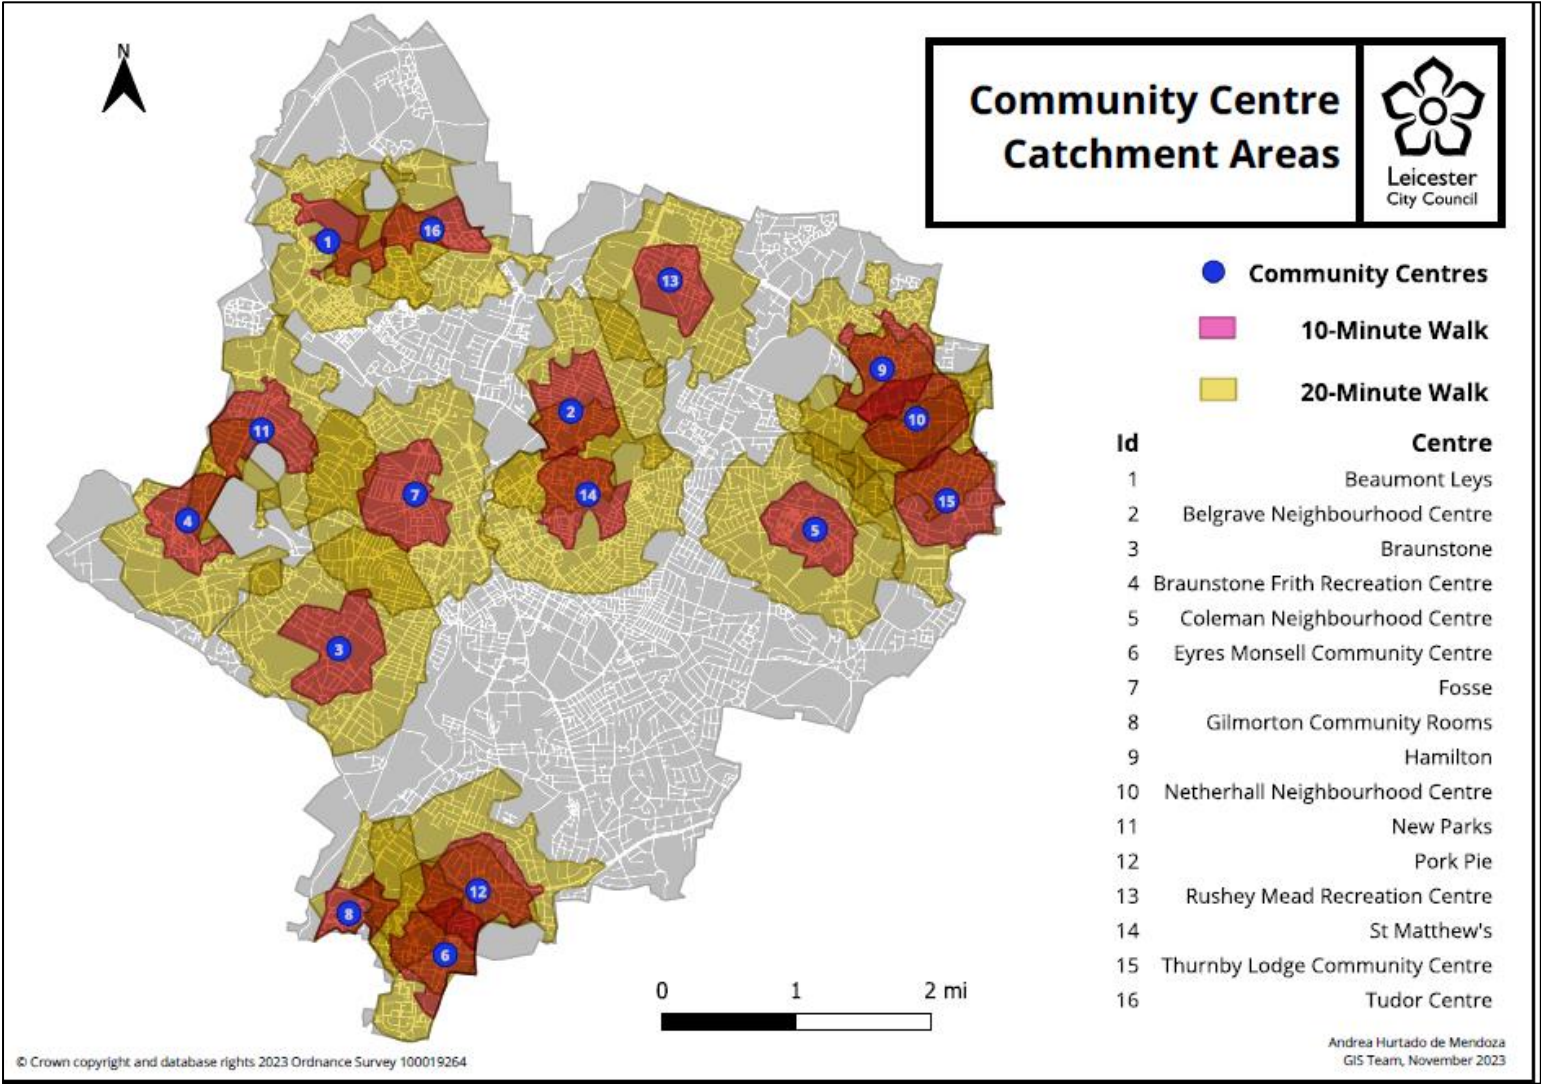 N
Community Centre
Catchment Areas
Leicester
City Council
Community Centres
10-Minute Walk
20-Minute Walk
Id Centre
1 Beaumont Leys
2 Belgrave Neighbourhood Centre
3 Braunstone
4 Braunstone Frith Recreation Centre
5 Coleman Neighbourhood Centre
6 Eyres Monsell Community Centre
7 Fosse
8 Gilmorton Community Rooms
9 Hamilton
10 Netherhall Neighbourhood Centre
11 New Parks
12 Pork Pie
13 Rushey Mead Recreation Centre
14 St Matthew's
15 Thurnby Lodge Community Centre
16 Tudor Centre
16
1
13
9
2
10
11
7
14
15
4
5
3
12
8
6
0 1 2 mi
Andrea Hurtado de Mendoza
GIS Team, November 2023
© Crown copyright and database rights 2023 Ordnance Survey 100019264